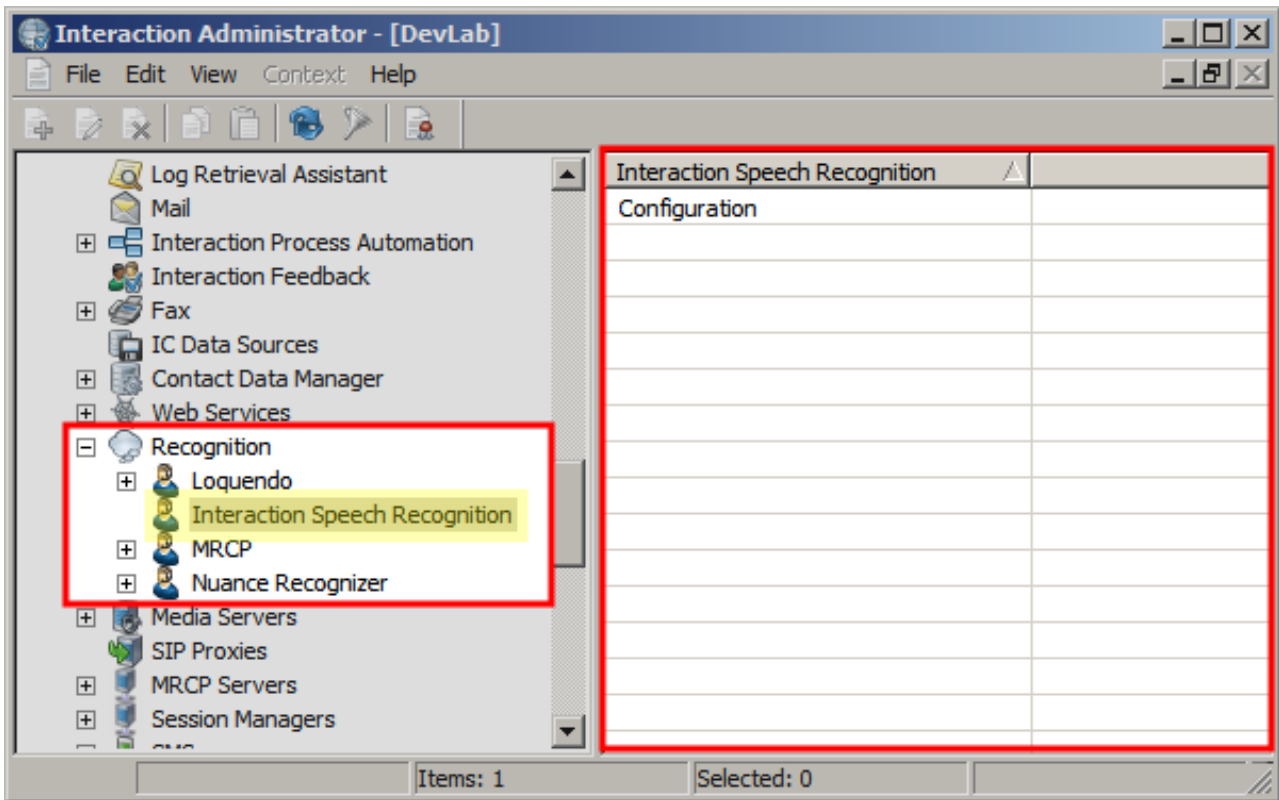 Interaction Administrator - [DevLab]
File Edit View Context Help
Log Retrieval Assistant
Mail
Interaction Process Automation
Interaction Feedback
Fax
IC Data Sources
Contact Data Manager
Web Services
Recognition
Loquendo
Interaction Speech Recognition
MRCP
Nuance Recognizer
Media Servers
SIP Proxies
MRCP Servers
Session Managers
Interaction Speech Recognition
Configuration
Items: 1
Selected: 0